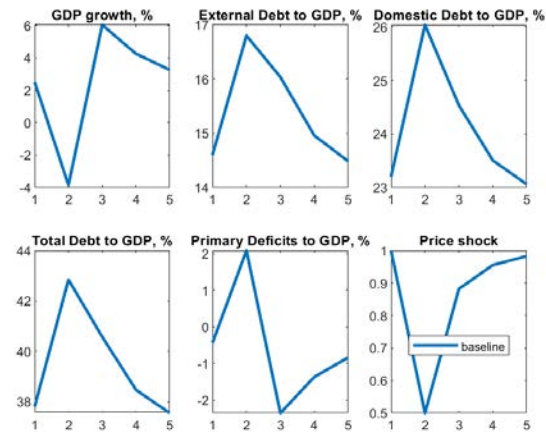 GDP growth, %
6
4
2
0
-2
-4
1 2 3 4 5
External Debt to GDP, %
17
16
15
14
1 2 3 4 5
Domestic Debt to GDP, %
26
25
24
23
1 2 3 4 5
Total Debt to GDP, %
44
42
40
38
1 2 3 4 5
Primary Deficits to GDP, %
2
1
0
-1
-2
1 2 3 4 5
Price shock
1
0.9
0.8
0.7
0.6
0.5
baseline
1 2 3 4 5